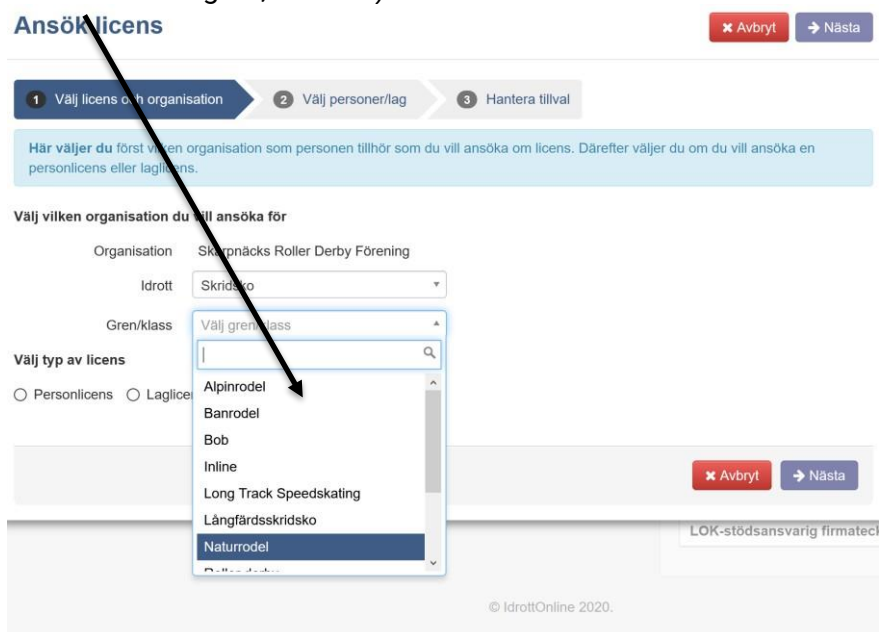 Ansök licens
Avbryt
Nästa
1 Välj licens och organisation
2 Välj personer/lag
3 Hantera tillval
Här väljer du först vilken organisation som personen tillhör som du vill ansöka om licens. Därefter väljer du om du vill ansöka en
personlicens eller laglicens.
Välj vilken organisation du vill ansöka för
Organisation Skarpnäcks Roller Derby Förening
Idrott Skridsko
Gren/klass Välj gren/klass
Välj typ av licens
Personlicens Laglice
Alpinrodel
Banrodel
Bob
Inline
Long Track Speedskating
Långfärdsskridsko
Naturrodel
Avbryt
Nästa
LOK-stödsansvarig firmateck
© IdrottOnline 2020.